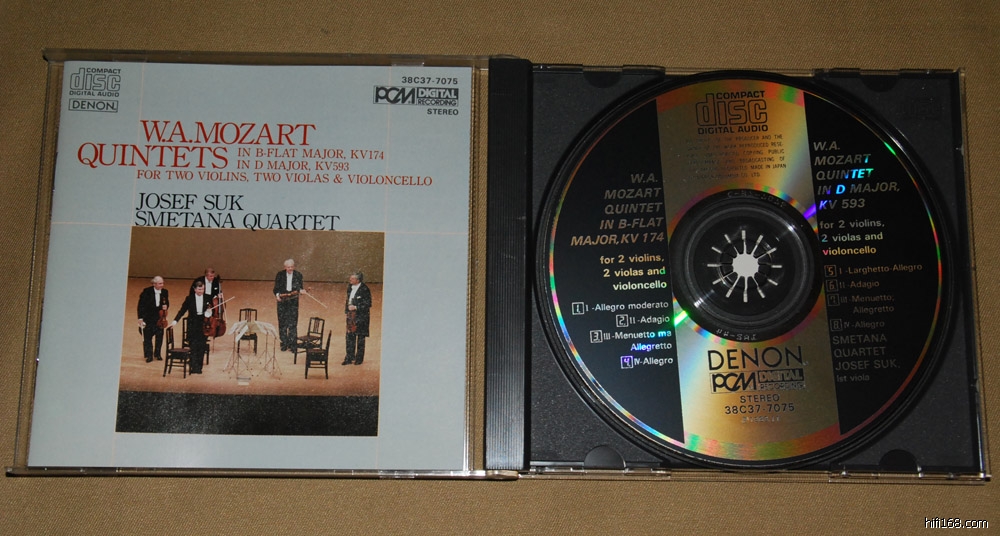 COMPACT
disc
DIGITAL AUDIO
DENON
38C37-7075
PCM DIGITAL RECORDING
STEREO
W.A.MOZART
QUINTETS IN B-FLAT MAJOR, KV174
IN D MAJOR, KV593
FOR TWO VIOLINS, TWO VIOLAS & VIOLONCELLO
JOSEF SUK
SMETANA QUARTET
COMPACT
disc
DIGITAL AUDIO
MADE IN JAPAN
W.A.
MOZART
QUINTET
IN B-FLAT
MAJOR,KV 174
for 2 violins,
2 violas and
violoncello
1 I-Allegro moderato
2 II-Adagio
3 III-Menuetto ma
Allegretto
4 IV-Allegro
W.A.
MOZART
QUINTET
IN D MAJOR,
KV 593
for 2 violins,
2 violas and
violoncello
5 I-Larghetto-Allegro
6 II-Adagio
7 III Menuetto;
Allegretto
8 IV-Allegro
SMETANA
QUARTET
JOSEF SUK,
1st viola
DENON
PCM DIGITAL RECORDING
STEREO
38C37-7075
hifi168.com